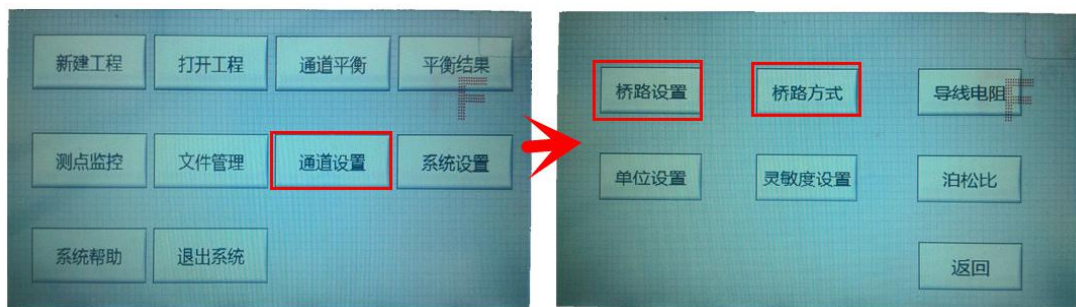 新建工程 打开工程 通道平衡 平衡结果
测点监控 文件管理 通道设置 系统设置
系统帮助 退出系统
桥路设置 桥路方式 导线电阻
单位设置 灵敏度设置 泊松比
返回
F
F